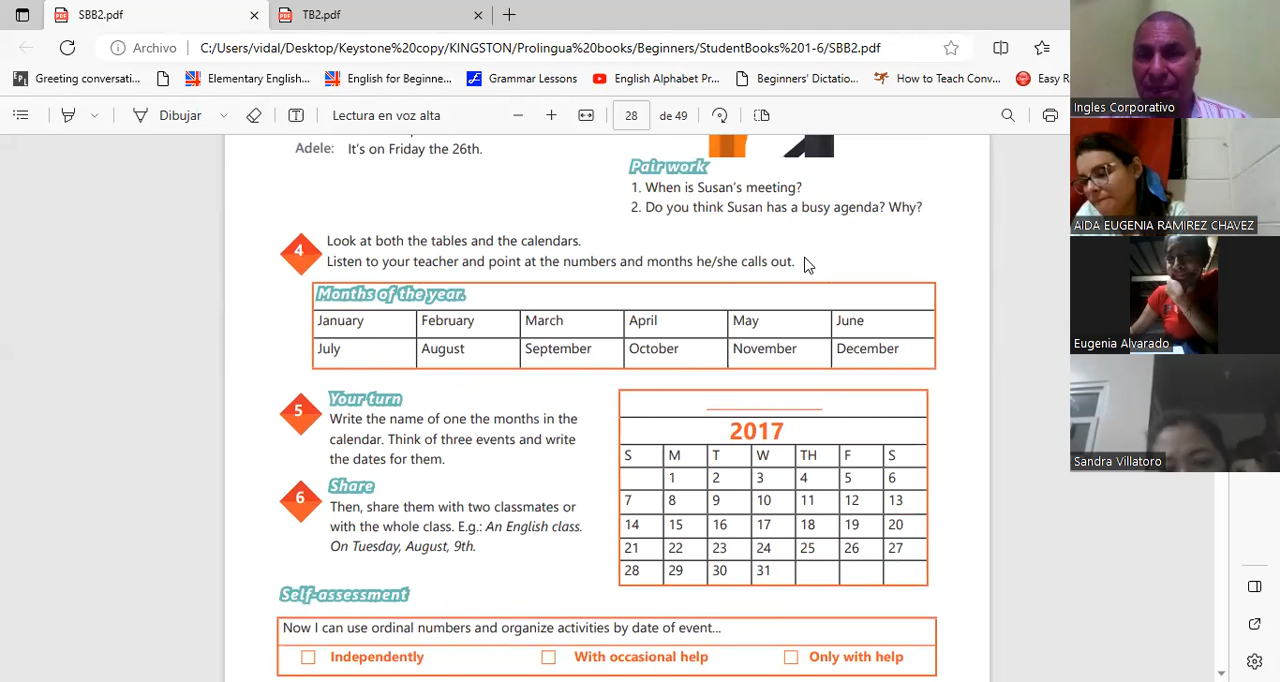 SBB2.pdf
TB2.pdf
Archivo
C:/Users/vidal/Desktop/Keystone%20copy/KINGSTON/Prolingua%20books/Beginners/StudentBooks%201-6/SBB2.pdf
Greeting conversati...
Elementary English...
English for Beginne...
Grammar Lessons
English Alphabet Pr...
Beginners' Dictatio...
How to Teach Conv...
Easy R
Dibujar
Lectura en voz alta
28
de 49
Ingles Corporativo
AIDA EUGENIA RAMIREZ CHAVEZ
Eugenia Alvarado
Sandra Villatoro
Adele: It's on Friday the 26th.
Pair work
1. When is Susan's meeting?
2. Do you think Susan has a busy agenda? Why?
4
Look at both the tables and the calendars.
Listen to your teacher and point at the numbers and months he/she calls out.
Months of the year.
January February March April May June
July August September October November December
5
Your turn
Write the name of one the months in the
calendar. Think of three events and write
the dates for them.
6
Share
Then, share them with two classmates or
with the whole class. E.g.: An English class.
On Tuesday, August, 9th.
2017
S M T W TH F S
1 2 3 4 5 6
7 8 9 10 11 12 13
14 15 16 17 18 19 20
21 22 23 24 25 26 27
28 29 30 31
Self-assessment
Now I can use ordinal numbers and organize activities by date of event...
Independently With occasional help Only with help